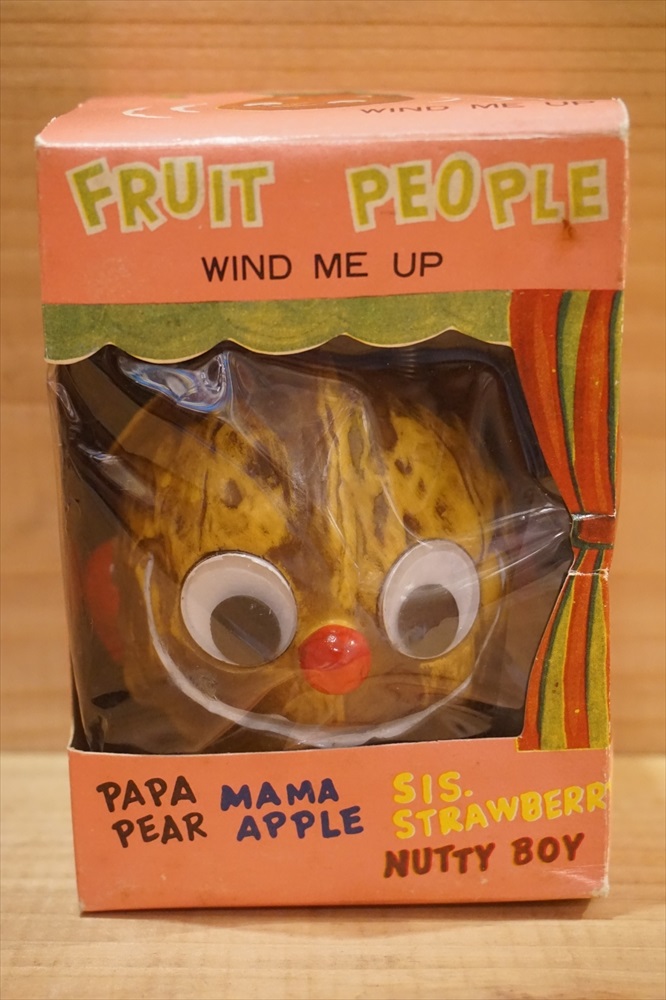 WIND ME UP
FRUIT PEOPLE
WIND ME UP
PAPA PEAR
MAMA APPLE
SIS. STRAWBERR
NUTTY BOY